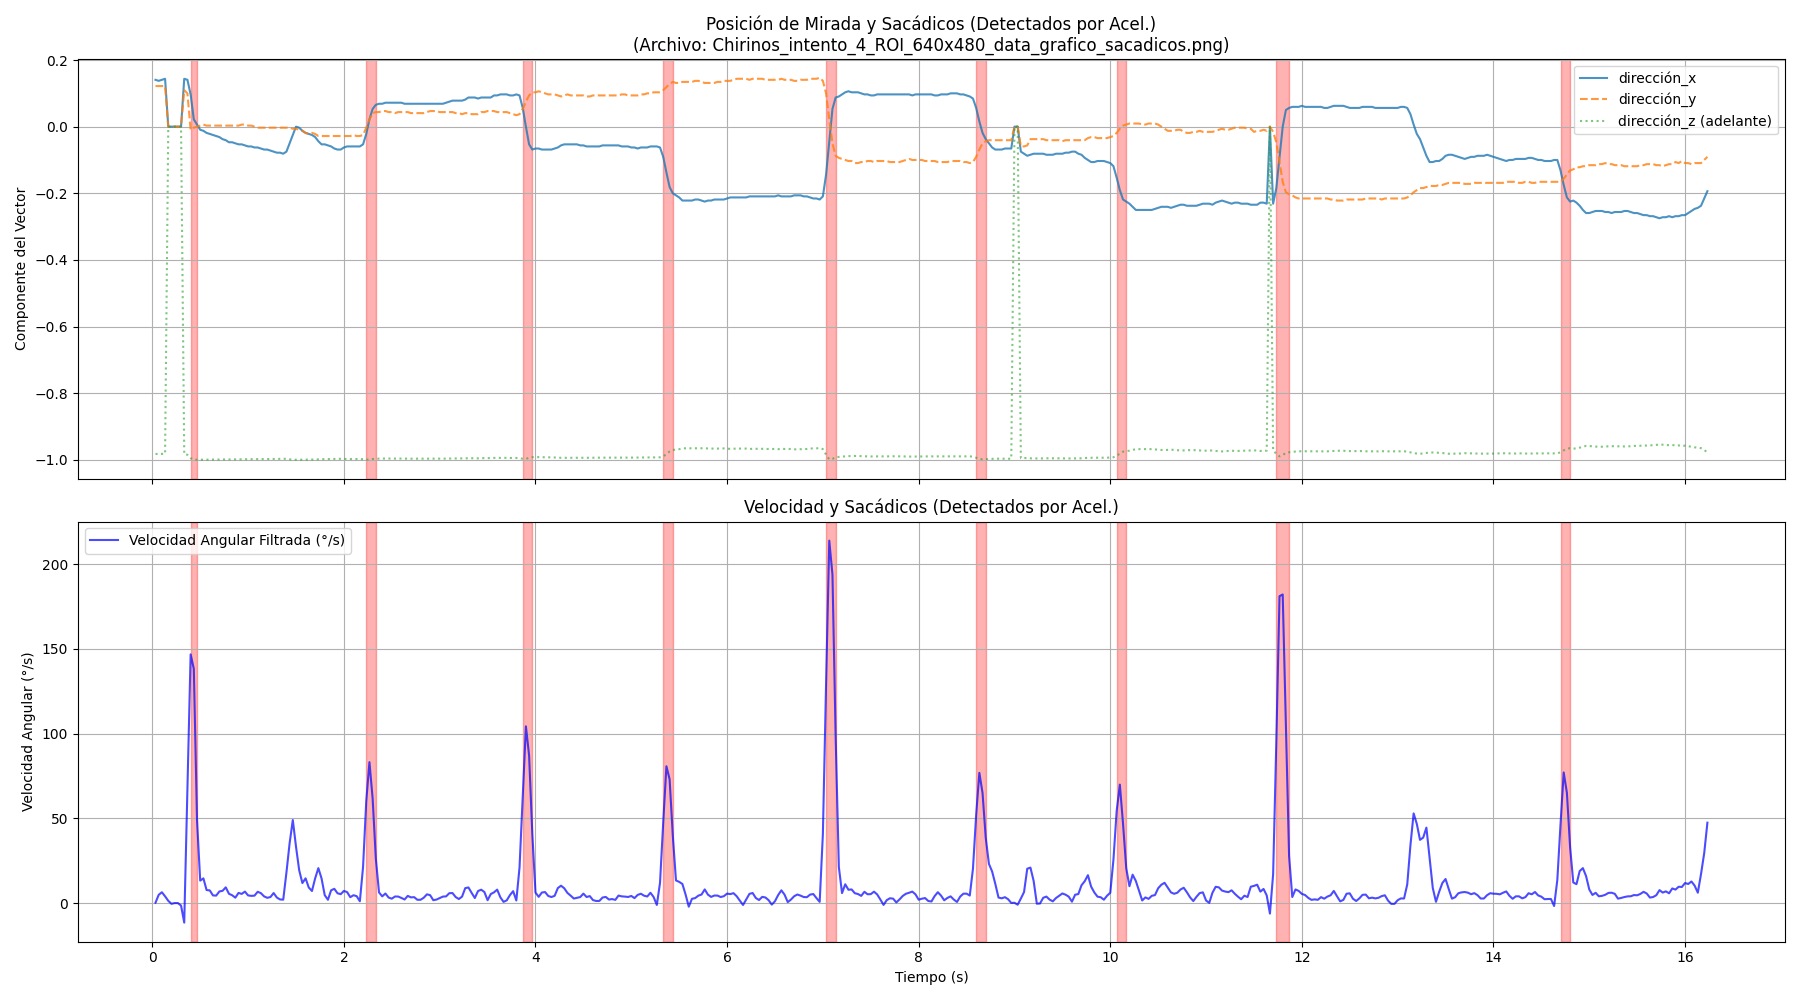 Posición de Mirada y Sacádicos (Detectados por Acel.)
(Archivo: Chirinos_intento_4_ROI_640x480_data_grafico_sacadicos.png)
Componente del Vector
0.2
0.0
−0.2
−0.4
−0.6
−0.8
−1.0
dirección_x
dirección_y
dirección_z (adelante)
Velocidad y Sacádicos (Detectados por Acel.)
Velocidad Angular (°/s)
200
150
100
50
0
Velocidad Angular Filtrada (°/s)
0 2 4 6 8 10 12 14 16
Tiempo (s)